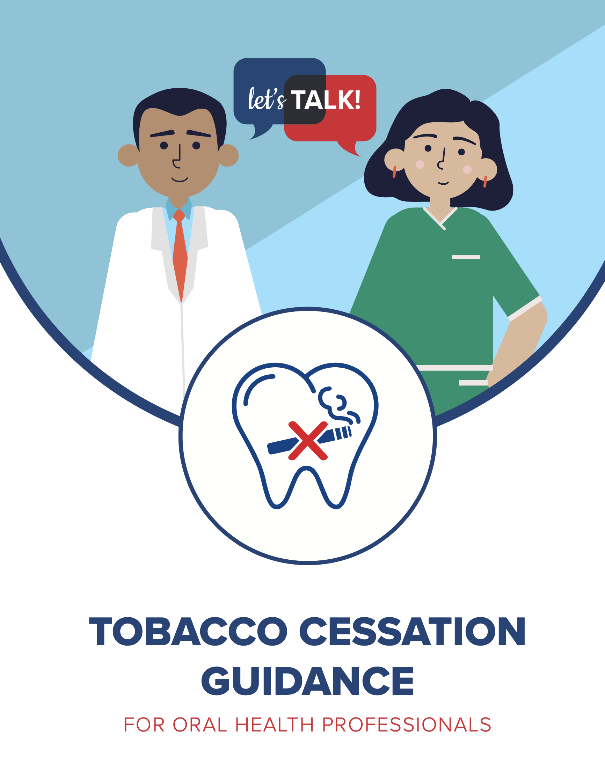 let's TALK!
TOBACCO CESSATION
GUIDANCE
FOR ORAL HEALTH PROFESSIONALS